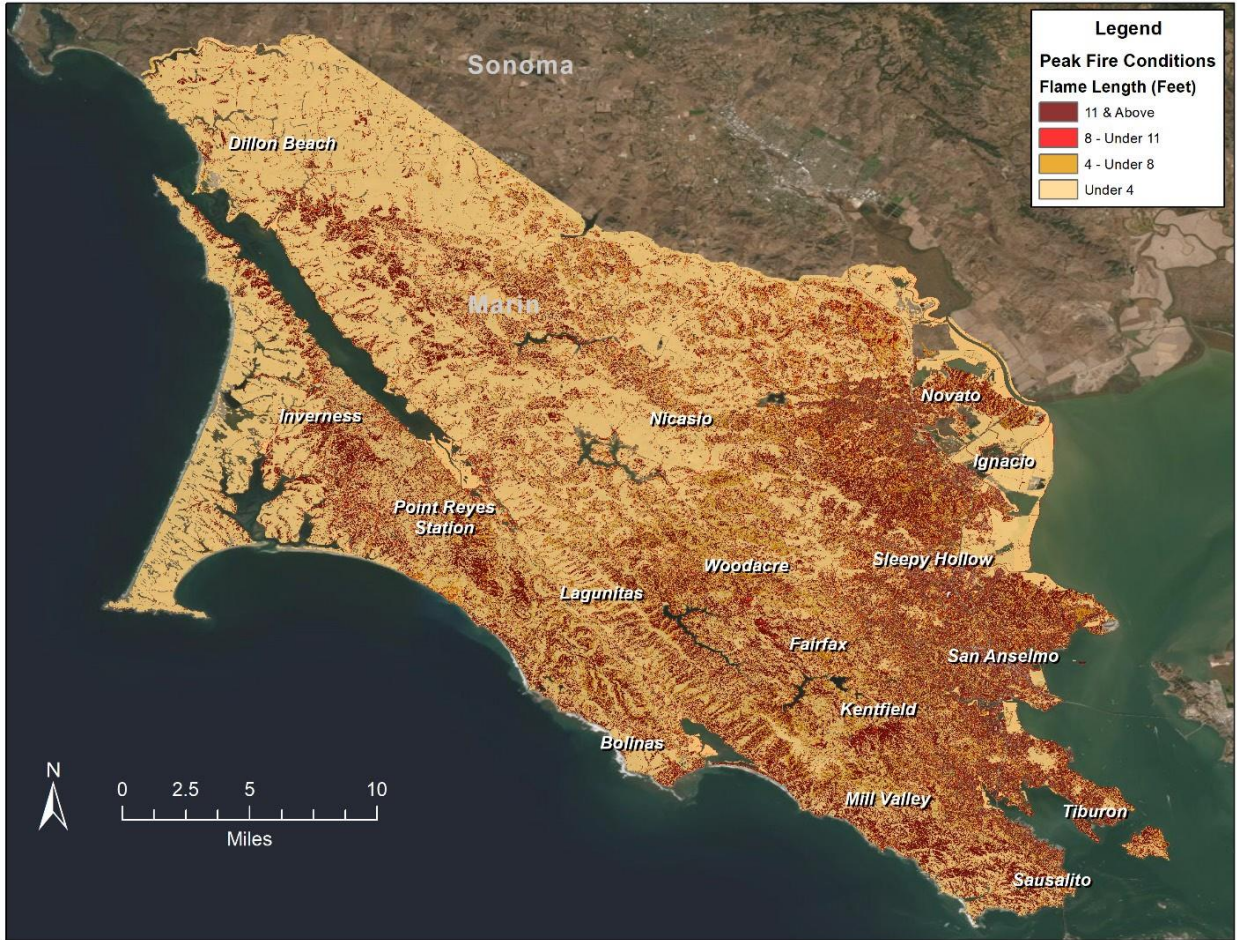 Legend
Peak Fire Conditions
Flame Length (Feet)
11 & Above
8 - Under 11
4 - Under 8
Under 4
Sonoma
Dillon Beach
Marin
Novato
Inverness
Nicasio
Ignacio
Point Reyes
Station
Sleepy Hollow
Woodacre
Lagunitas
Fairfax
San Anselmo
Kentfield
Bolinas
N
0 2.5 5 10
Miles
Mill Valley
Tiburon
Sausalito